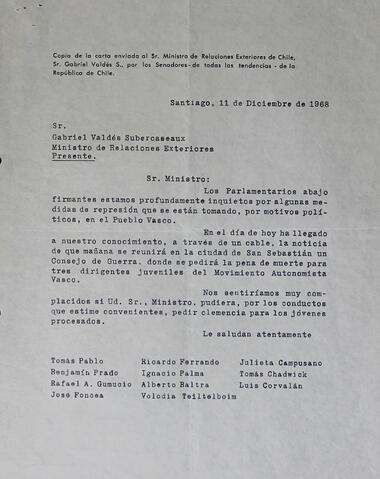 Copia de la carta enviada al Sr. Ministro de Relaciones Exteriores de Chile,
Sr. Gabriel Valdés S., por los Senadores - de todas las tendencias - de la
República de Chile.
Santiago, 11 de Diciembre de 1968
Sr.
Gabriel Valdés Subercaseaux
Ministro de Relaciones Exteriores
Presente.
Sr. Ministro:
Los Parlamentarios abajo
firmantes estamos profundamente inquietos por algunas me-
didas de represión que se están tomando, por motivos polí-
ticos, en el Pueblo Vasco.
En el día de hoy ha llegado
a nuestro conocimiento, a través de un cable, la noticia
de que mañana se reunirá en la ciudad de San Sebastián un
Consejo de Guerra. donde se pedirá la pena de muerte para
tres dirigentes juveniles del Movimiento Autonomista
Vasco.
Nos sentiríamos muy com-
placidos si Ud. Sr., Ministro, pudiera, por los conductos
que estime convenientes, pedir clemencia para los jóvenes
procesados.
Le saludan atentamente
Tomás Pablo Ricardo Ferrando Julieta Campusano
Benjamín Prado Ignacio Palma Tomás Chadwick
Rafael A. Gumucio Alberto Baltra Luis Corvalán
José Foncea Volodia Teiltelboim